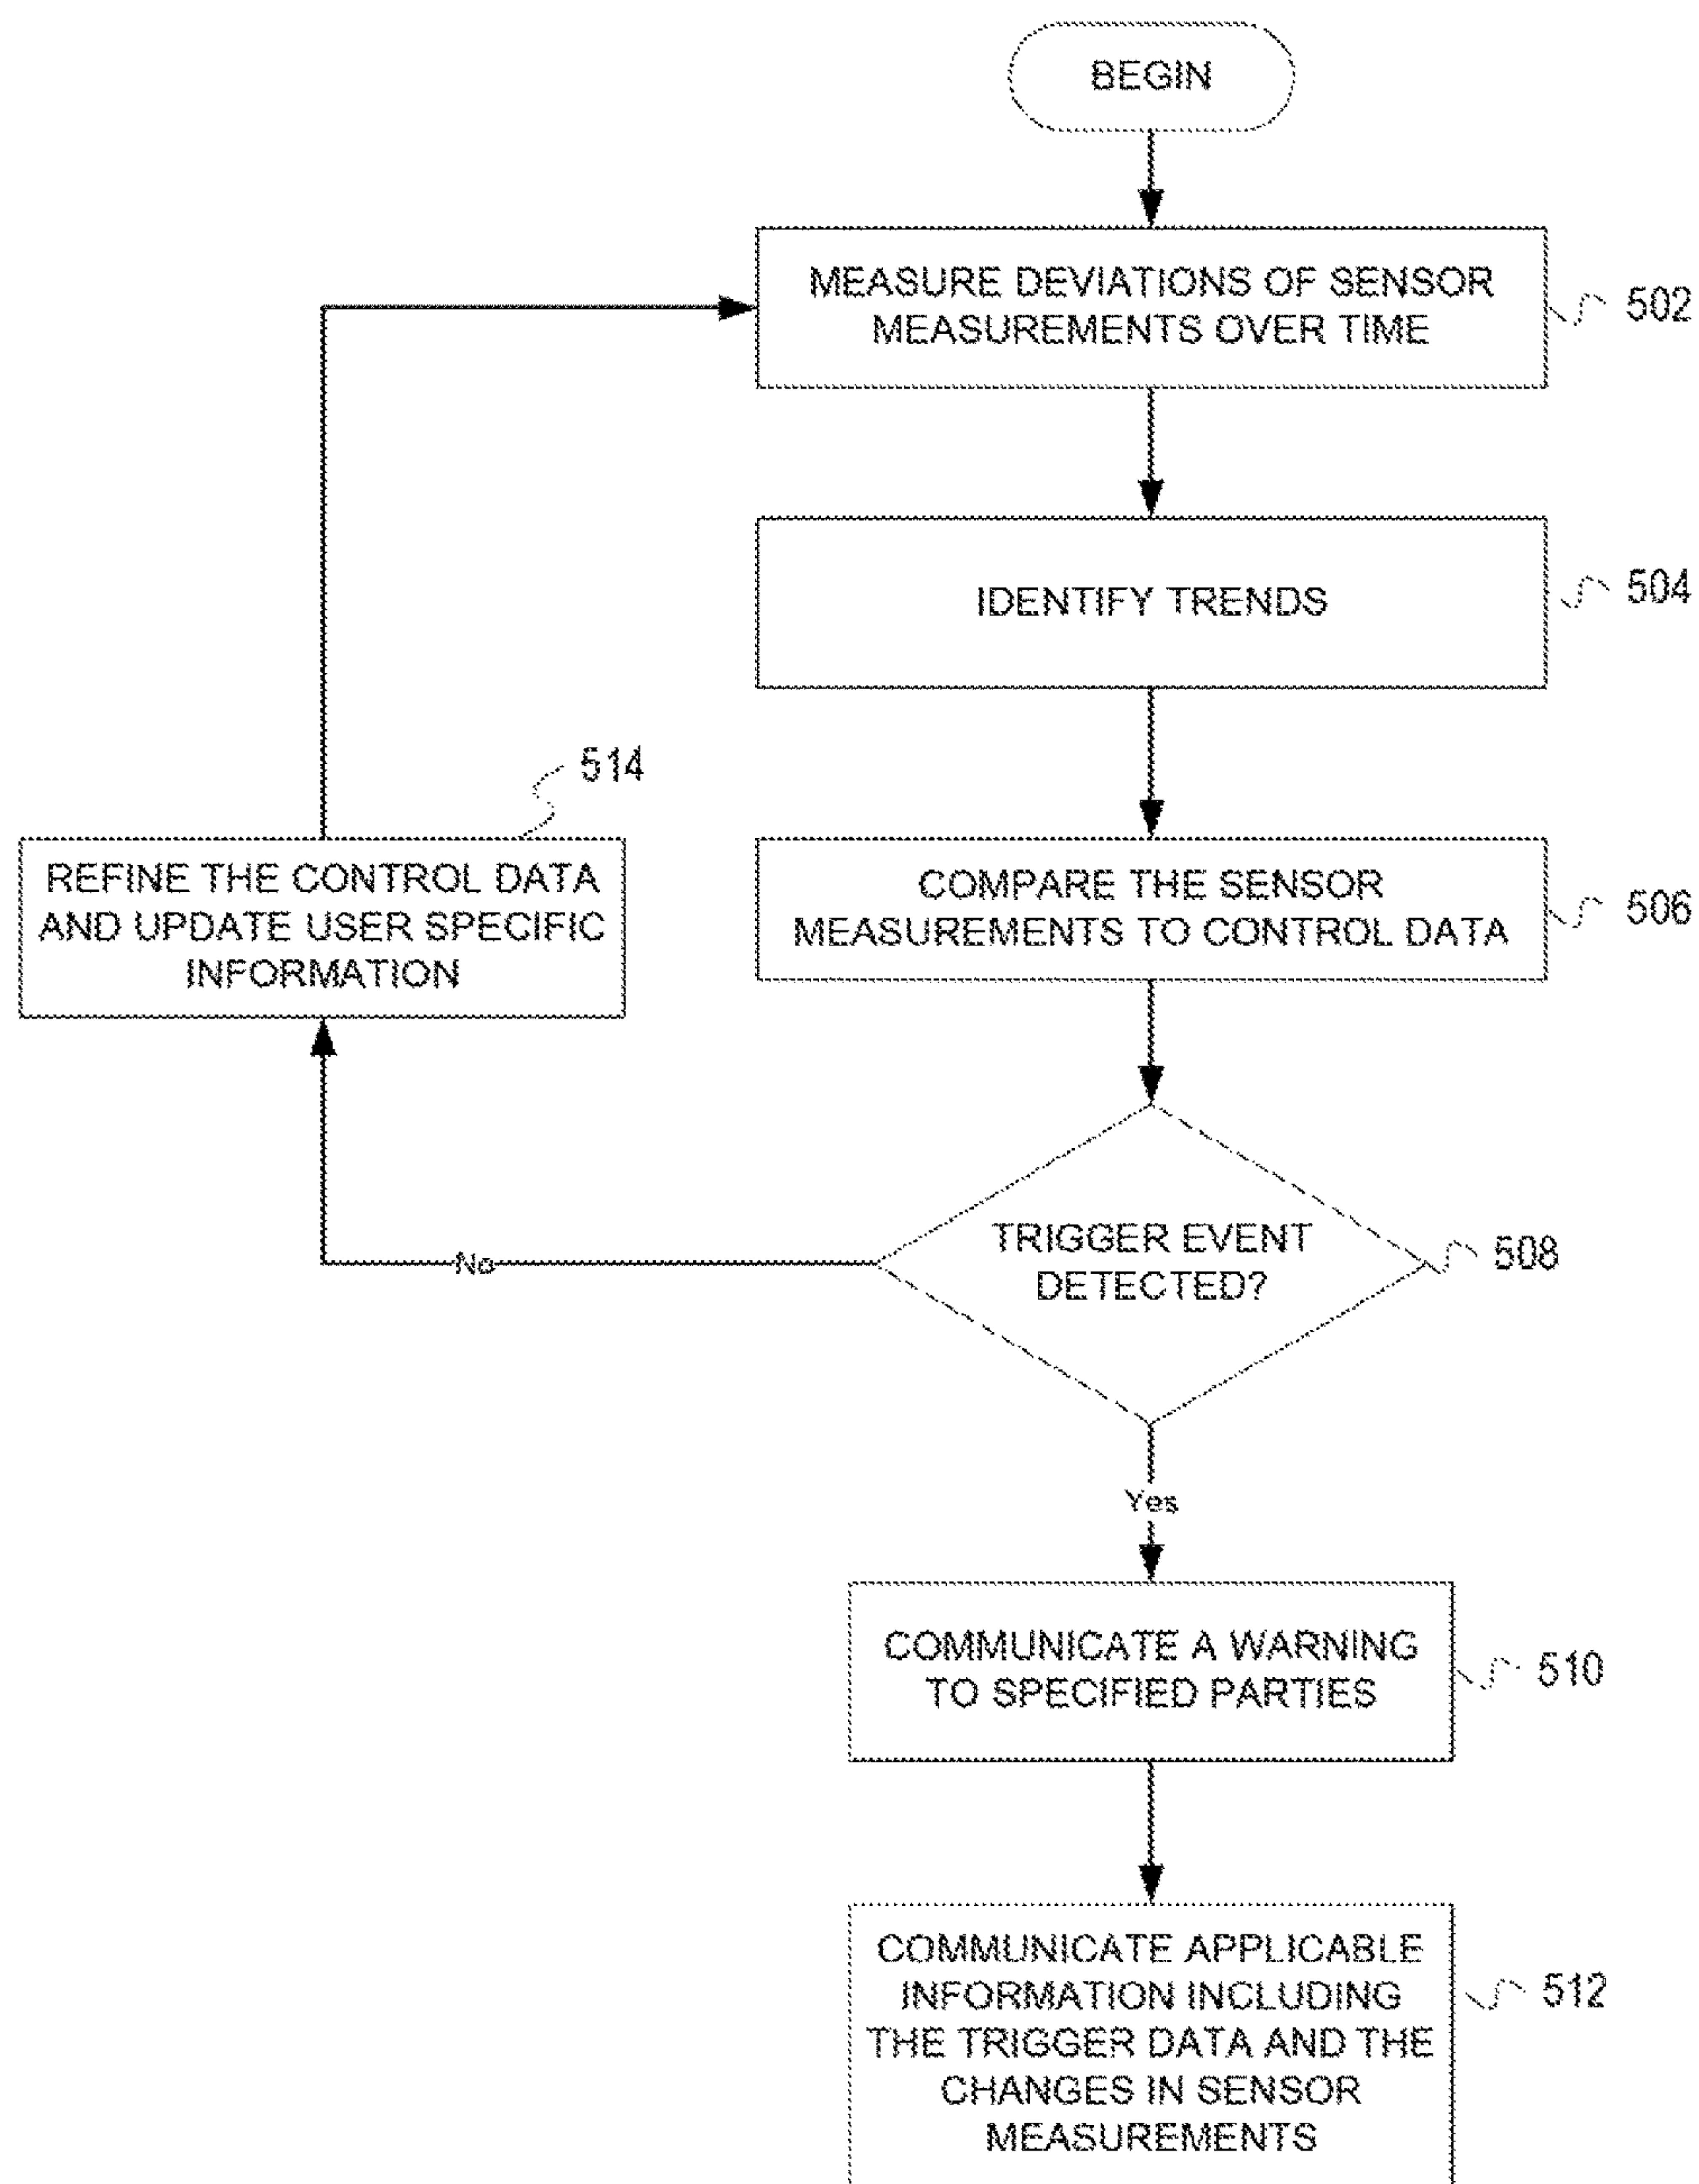 BEGIN
MEASURE DEVIATIONS OF SENSOR
MEASUREMENTS OVER TIME
502
IDENTIFY TRENDS
504
514
REFINE THE CONTROL DATA
AND UPDATE USER SPECIFIC
INFORMATION
COMPARE THE SENSOR
MEASUREMENTS TO CONTROL DATA
506
TRIGGER EVENT
DETECTED?
508
No
Yes
COMMUNICATE A WARNING
TO SPECIFIED PARTIES
510
COMMUNICATE APPLICABLE
INFORMATION INCLUDING
THE TRIGGER DATA AND THE
CHANGES IN SENSOR
MEASUREMENTS
512